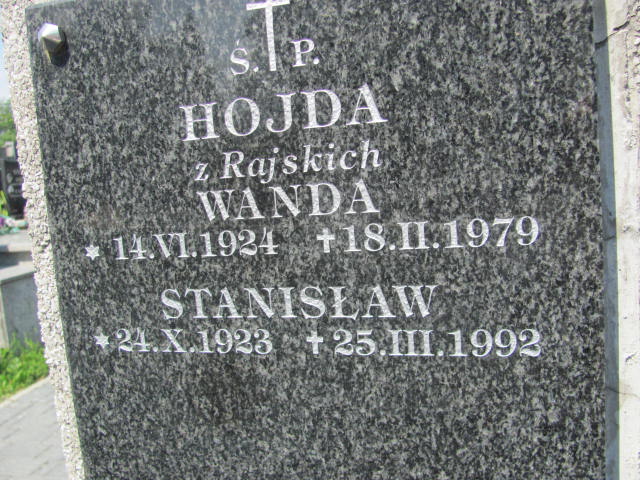 Ś. P.
HOJDA
z Rajskich
WANDA
* 14.VI.1924 †18.II.1979
STANISŁAW
* 24.X.1923 †25.III.1992